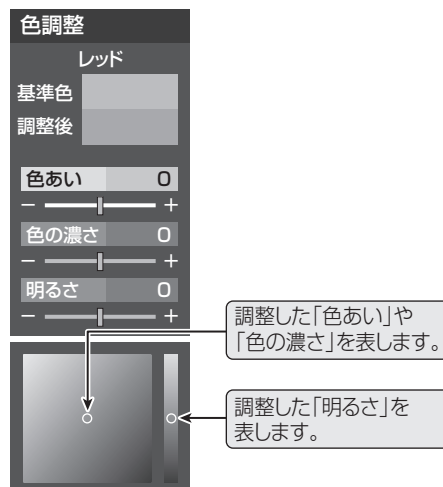 色調整
レッド
基準色
調整後
色あい 0
− +
色の濃さ 0
− +
明るさ 0
− +
調整した「色あい」や
「色の濃さ」を表します。
調整した「明るさ」を
表します。